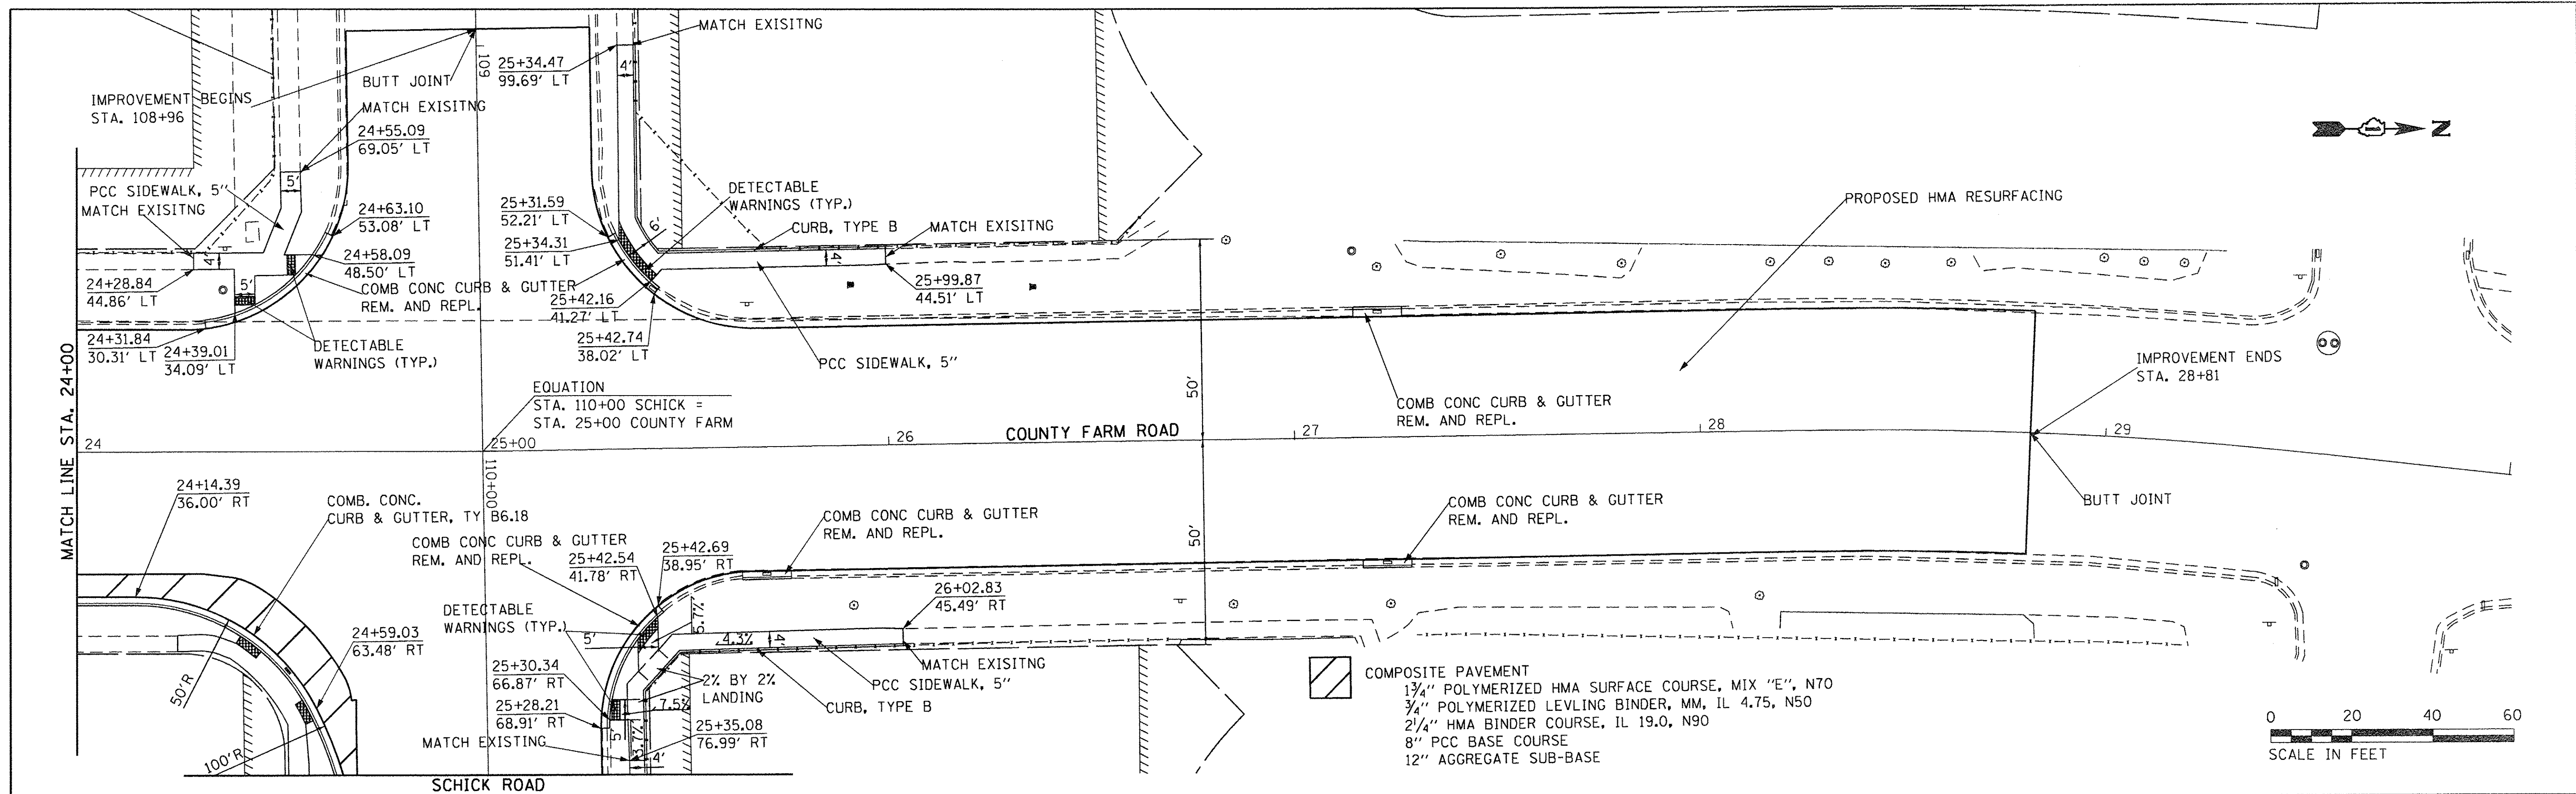 MATCH EXISITNG
109
25+34.47
99.69' LT
4'
BUTT JOINT
IMPROVEMENT BEGINS
STA. 108+96
MATCH EXISITNG
24+55.09
69.05' LT
N
5'
PCC SIDEWALK, 5"
MATCH EXISITNG
24+63.10
53.08' LT
25+31.59
52.21' LT
DETECTABLE
WARNINGS (TYP.)
6'
CURB, TYPE B
MATCH EXISITNG
PROPOSED HMA RESURFACING
25+34.31
51.41' LT
4'
24+58.09
48.50' LT
4'
5'
24+28.84
44.86' LT
COMB CONC CURB & GUTTER
REM. AND REPL.
25+42.16
41.27' LT
25+99.87
44.51' LT
24+31.84
30.31' LT
24+39.01
34.09' LT
DETECTABLE
WARNINGS (TYP.)
25+42.74
38.02' LT
PCC SIDEWALK, 5"
IMPROVEMENT ENDS
STA. 28+81
MATCH LINE STA. 24+00
EQUATION
STA. 110+00 SCHICK =
STA. 25+00 COUNTY FARM
50'
COMB CONC CURB & GUTTER
REM. AND REPL.
24
25+00
26
COUNTY FARM ROAD
27
28
29
110+00
24+14.39
36.00' RT
COMB. CONC.
CURB & GUTTER, TY B6.18
COMB CONC CURB & GUTTER
REM. AND REPL.
COMB CONC CURB & GUTTER
REM. AND REPL.
BUTT JOINT
50'
COMB CONC CURB & GUTTER
REM. AND REPL.
25+42.54
41.78' RT
25+42.69
38.95' RT
26+02.83
45.49' RT
DETECTABLE
WARNINGS (TYP.)
5'
5.7%
4.3%
4'
24+59.03
63.48' RT
MATCH EXISITNG
PCC SIDEWALK, 5"
CURB, TYPE B
25+30.34
66.87' RT
2% BY 2%
LANDING
50'R
7.5%
25+28.21
68.91' RT
25+35.08
76.99' RT
5'
3.7%
MATCH EXISTING
4'
100'R
SCHICK ROAD
COMPOSITE PAVEMENT
1¾" POLYMERIZED HMA SURFACE COURSE, MIX "E", N70
¾" POLYMERIZED LEVLING BINDER, MM, IL 4.75, N50
2¼" HMA BINDER COURSE, IL 19.0, N90
8" PCC BASE COURSE
12" AGGREGATE SUB-BASE
0 20 40 60
SCALE IN FEET